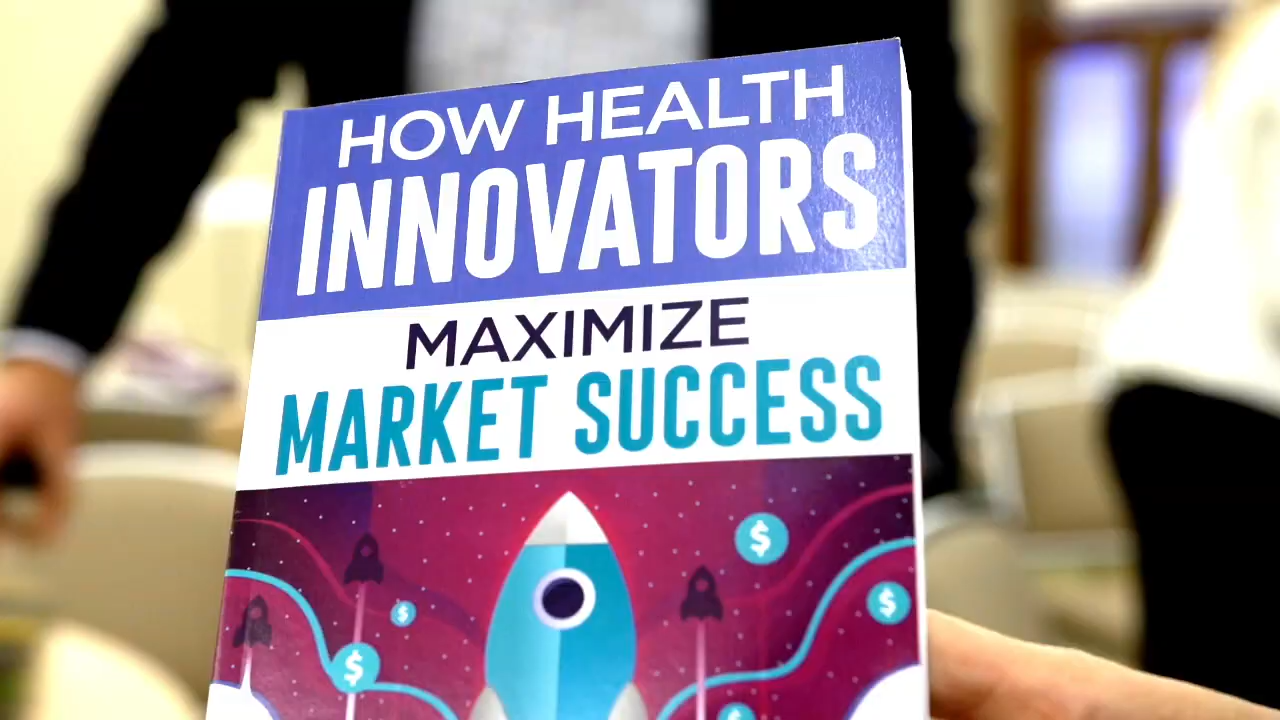 HOW HEALTH
INNOVATORS
MAXIMIZE
MARKET SUCCESS
$
$
$
$
$